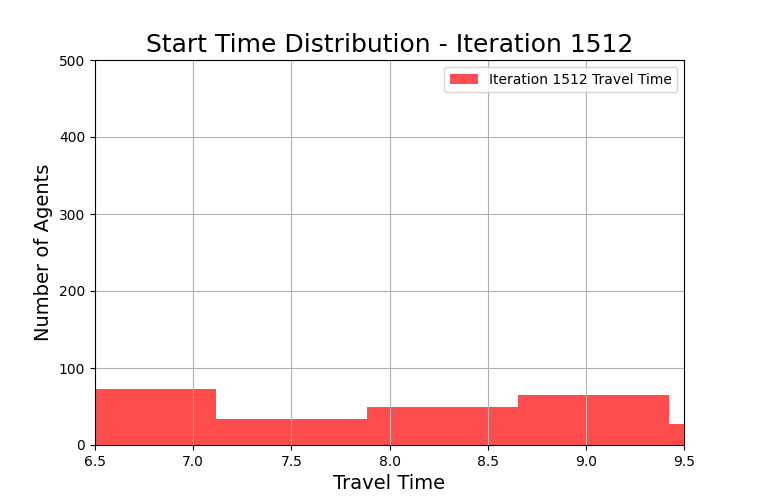 Start Time Distribution - Iteration 1512
500
400
300
200
100
0
Number of Agents
Iteration 1512 Travel Time
6.5 7.0 7.5 8.0 8.5 9.0 9.5
Travel Time